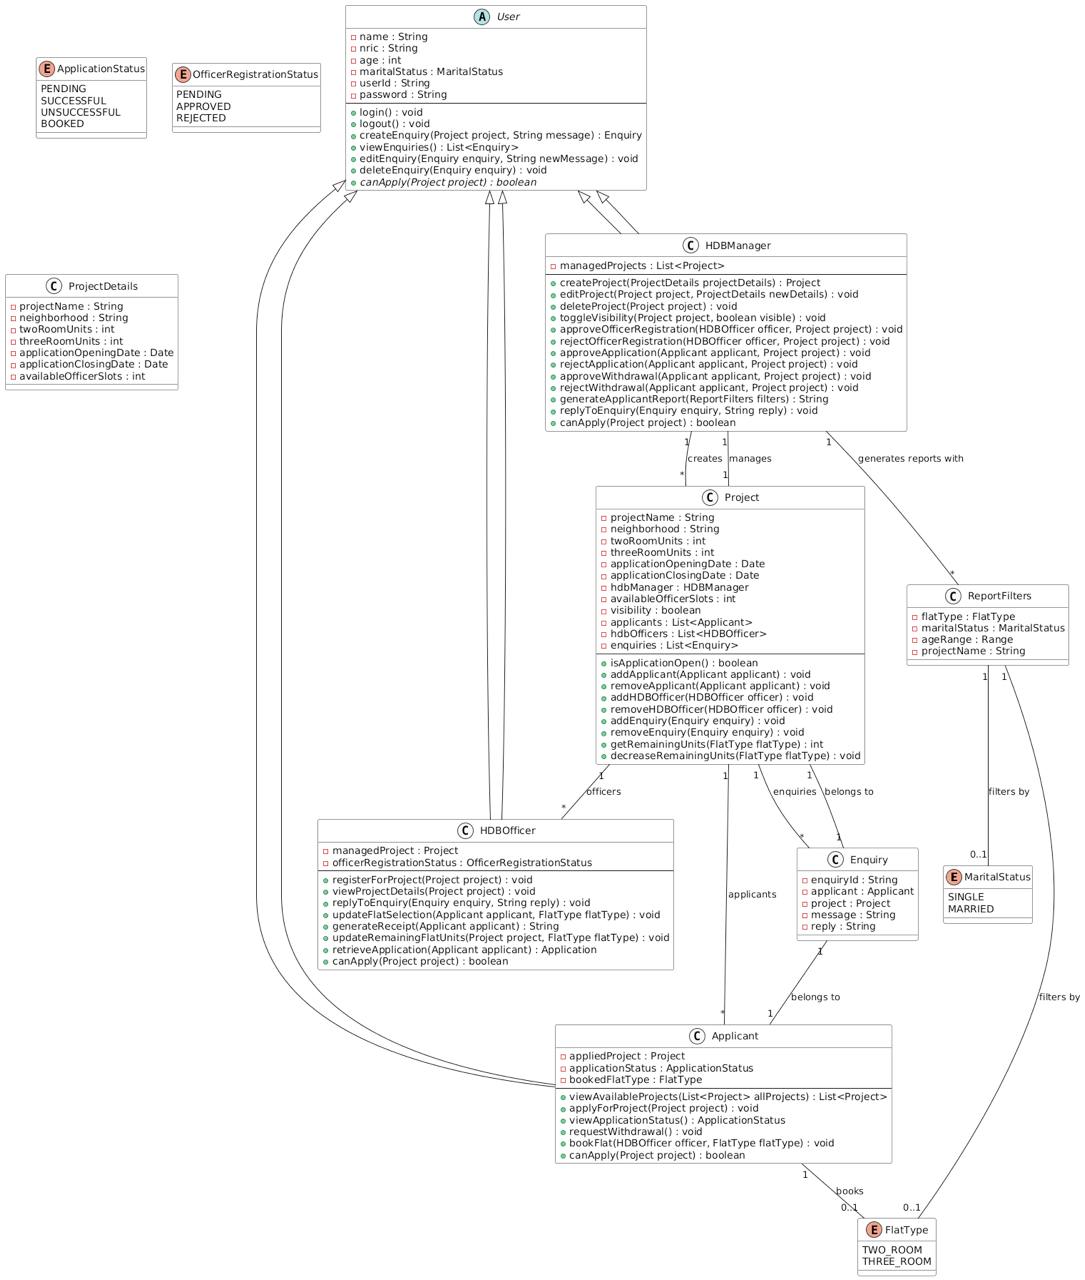 A User
name : String
nric : String
age : int
maritalStatus : MaritalStatus
userId : String
password : String
login() : void
logout() : void
createEnquiry(Project project, String message) : Enquiry
viewEnquiries() : List<Enquiry>
editEnquiry(Enquiry enquiry, String newMessage) : void
deleteEnquiry(Enquiry enquiry) : void
canApply(Project project) : boolean
E ApplicationStatus
PENDING
SUCCESSFUL
UNSUCCESSFUL
BOOKED
E OfficerRegistrationStatus
PENDING
APPROVED
REJECTED
C ProjectDetails
projectName : String
neighborhood : String
twoRoomUnits : int
threeRoomUnits : int
applicationOpeningDate : Date
applicationClosingDate : Date
availableOfficerSlots : int
C HDBManager
managedProjects : List<Project>
createProject(ProjectDetails projectDetails) : Project
editProject(Project project, ProjectDetails newDetails) : void
deleteProject(Project project) : void
toggleVisibility(Project project, boolean visible) : void
approveOfficerRegistration(HDBOfficer officer, Project project) : void
rejectOfficerRegistration(HDBOfficer officer, Project project) : void
approveApplication(Applicant applicant, Project project) : void
rejectApplication(Applicant applicant, Project project) : void
approveWithdrawal(Applicant applicant, Project project) : void
rejectWithdrawal(Applicant applicant, Project project) : void
generateApplicantReport(ReportFilters filters) : String
replyToEnquiry(Enquiry enquiry, String reply) : void
canApply(Project project) : boolean
1 1 1
creates manages generates reports with
* 1 *
C Project
projectName : String
neighborhood : String
twoRoomUnits : int
threeRoomUnits : int
applicationOpeningDate : Date
applicationClosingDate : Date
hdbManager : HDBManager
availableOfficerSlots : int
visibility : boolean
applicants : List<Applicant>
hdbOfficers : List<HDBOfficer>
enquiries : List<Enquiry>
isApplicationOpen() : boolean
addApplicant(Applicant applicant) : void
removeApplicant(Applicant applicant) : void
addHDBOfficer(HDBOfficer officer) : void
removeHDBOfficer(HDBOfficer officer) : void
addEnquiry(Enquiry enquiry) : void
removeEnquiry(Enquiry enquiry) : void
getRemainingUnits(FlatType flatType) : int
decreaseRemainingUnits(FlatType flatType) : void
C ReportFilters
flatType : FlatType
maritalStatus : MaritalStatus
ageRange : Range
projectName : String
1 1
1 1 1 1
officers enquiries belongs to filters by
* * 1 0..1
C HDBOfficer
managedProject : Project
officerRegistrationStatus : OfficerRegistrationStatus
registerForProject(Project project) : void
viewProjectDetails(Project project) : void
replyToEnquiry(Enquiry enquiry, String reply) : void
updateFlatSelection(Applicant applicant, FlatType flatType) : void
generateReceipt(Applicant applicant) : String
updateRemainingFlatUnits(Project project, FlatType flatType) : void
retrieveApplication(Applicant applicant) : Application
canApply(Project project) : boolean
applicants
C Enquiry
enquiryId : String
applicant : Applicant
project : Project
message : String
reply : String
E MaritalStatus
SINGLE
MARRIED
1
belongs to filters by
* 1
C Applicant
appliedProject : Project
applicationStatus : ApplicationStatus
bookedFlatType : FlatType
viewAvailableProjects(List<Project> allProjects) : List<Project>
applyForProject(Project project) : void
viewApplicationStatus() : ApplicationStatus
requestWithdrawal() : void
bookFlat(HDBOfficer officer, FlatType flatType) : void
canApply(Project project) : boolean
1
books
0..1 0..1
E FlatType
TWO_ROOM
THREE_ROOM